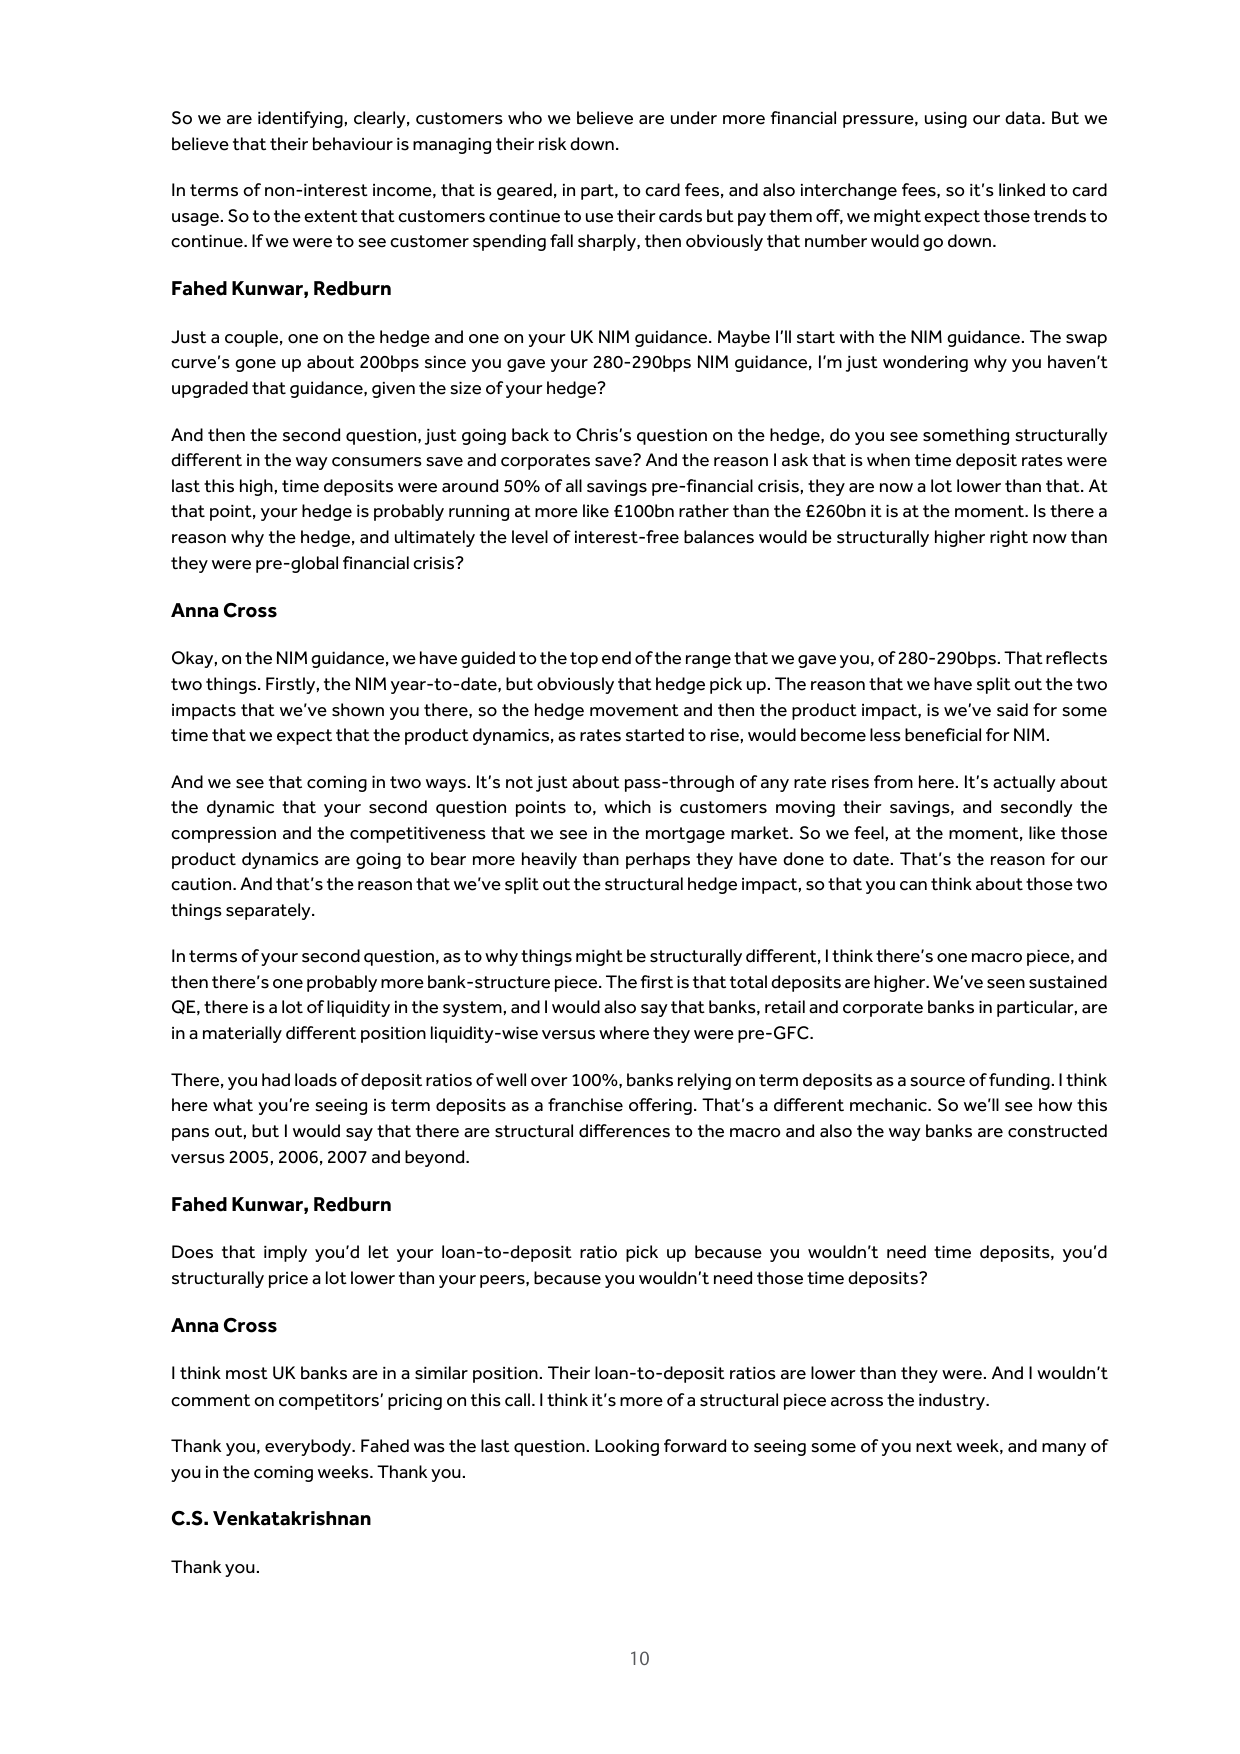 So we are identifying, clearly, customers who we believe are under more financial pressure, using our data. But we
believe that their behaviour is managing their risk down.
In terms of non-interest income, that is geared, in part, to card fees, and also interchange fees, so it's linked to card
usage. So to the extent that customers continue to use their cards but pay them off, we might expect those trends to
continue. If we were to see customer spending fall sharply, then obviously that number would go down.
Fahed Kunwar, Redburn
Just a couple, one on the hedge and one on your UK NIM guidance. Maybe I'll start with the NIM guidance. The swap
curve's gone up about 200bps since you gave your 280-290bps NIM guidance, I'm just wondering why you haven't
upgraded that guidance, given the size of your hedge?
And then the second question, just going back to Chris's question on the hedge, do you see something structurally
different in the way consumers save and corporates save? And the reason I ask that is when time deposit rates were
last this high, time deposits were around 50% of all savings pre-financial crisis, they are now a lot lower than that. At
that point, your hedge is probably running at more like £100bn rather than the £260bn it is at the moment. Is there a
reason why the hedge, and ultimately the level of interest-free balances would be structurally higher right now than
they were pre-global financial crisis?
Anna Cross
Okay, on the NIM guidance, we have guided to the top end of the range that we gave you, of 280-290bps. That reflects
two things. Firstly, the NIM year-to-date, but obviously that hedge pick up. The reason that we have split out the two
impacts that we've shown you there, so the hedge movement and then the product impact, is we've said for some
time that we expect that the product dynamics, as rates started to rise, would become less beneficial for NIM.
And we see that coming in two ways. It's not just about pass-through of any rate rises from here. It's actually about
the dynamic that your second question points to, which is customers moving their savings, and secondly the
compression and the competitiveness that we see in the mortgage market. So we feel, at the moment, like those
product dynamics are going to bear more heavily than perhaps they have done to date. That's the reason for our
caution. And that's the reason that we've split out the structural hedge impact, so that you can think about those two
things separately.
In terms of your second question, as to why things might be structurally different, I think there's one macro piece, and
then there's one probably more bank-structure piece. The first is that total deposits are higher. We've seen sustained
QE, there is a lot of liquidity in the system, and I would also say that banks, retail and corporate banks in particular, are
in a materially different position liquidity-wise versus where they were pre-GFC.
There, you had loads of deposit ratios of well over 100%, banks relying on term deposits as a source of funding. I think
here what you're seeing is term deposits as a franchise offering. That's a different mechanic. So we'll see how this
pans out, but I would say that there are structural differences to the macro and also the way banks are constructed
versus 2005, 2006, 2007 and beyond.
Fahed Kunwar, Redburn
Does that imply you'd let your loan-to-deposit ratio pick up because you wouldn't need time deposits, you'd
structurally price a lot lower than your peers, because you wouldn't need those time deposits?
Anna Cross
I think most UK banks are in a similar position. Their loan-to-deposit ratios are lower than they were. And I wouldn't
comment on competitors' pricing on this call. I think it's more of a structural piece across the industry.
Thank you, everybody. Fahed was the last question. Looking forward to seeing some of you next week, and many of
you in the coming weeks. Thank you.
C.S. Venkatakrishnan
Thank you.
10